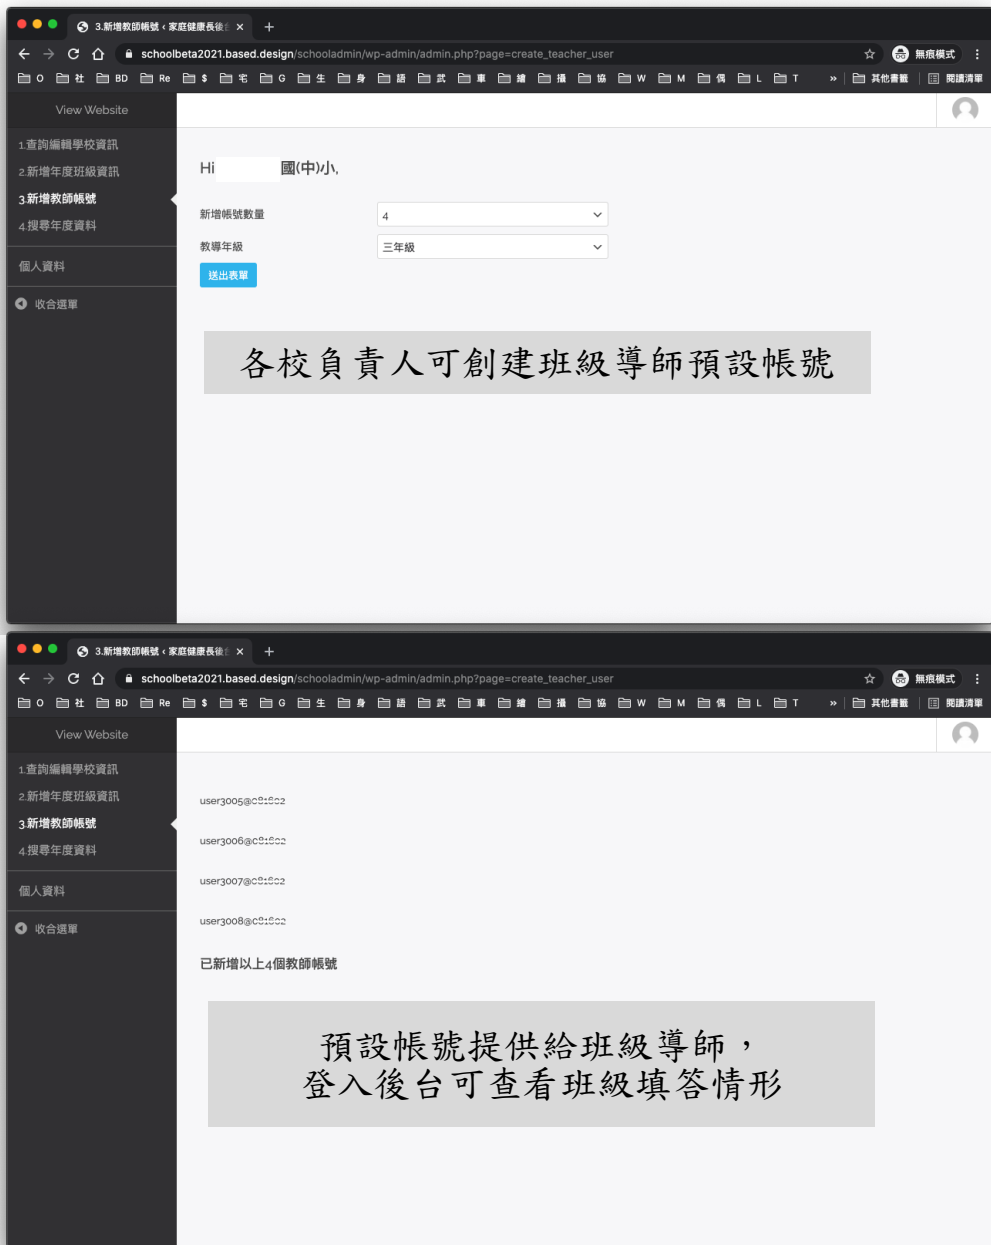 3.新增教師帳號 ‹ 家庭健康長後
schoolbeta2021.based.design/schooladmin/wp-admin/admin.php?page=create_teacher_user
無痕模式
O 社 BD Re $ 宅 G 生 身 語 武 車 繪 攝 協 W M 偶 L T » 其他書籤 閱讀清單
View Website
1.查詢編輯學校資訊
2.新增年度班級資訊
3.新增教師帳號
4.搜尋年度資料
個人資料
收合選單
Hi 國(中)小,
新增帳號數量 4
教導年級 三年級
送出表單
各校負責人可創建班級導師預設帳號
3.新增教師帳號 ‹ 家庭健康長後
schoolbeta2021.based.design/schooladmin/wp-admin/admin.php?page=create_teacher_user
無痕模式
O 社 BD Re $ 宅 G 生 身 語 武 車 繪 攝 協 W M 偶 L T » 其他書籤 閱讀清單
View Website
1.查詢編輯學校資訊
2.新增年度班級資訊
3.新增教師帳號
4.搜尋年度資料
個人資料
收合選單
user3005@
user3006@
user3007@
user3008@
已新增以上4個教師帳號
預設帳號提供給班級導師，
登入後台可查看班級填答情形